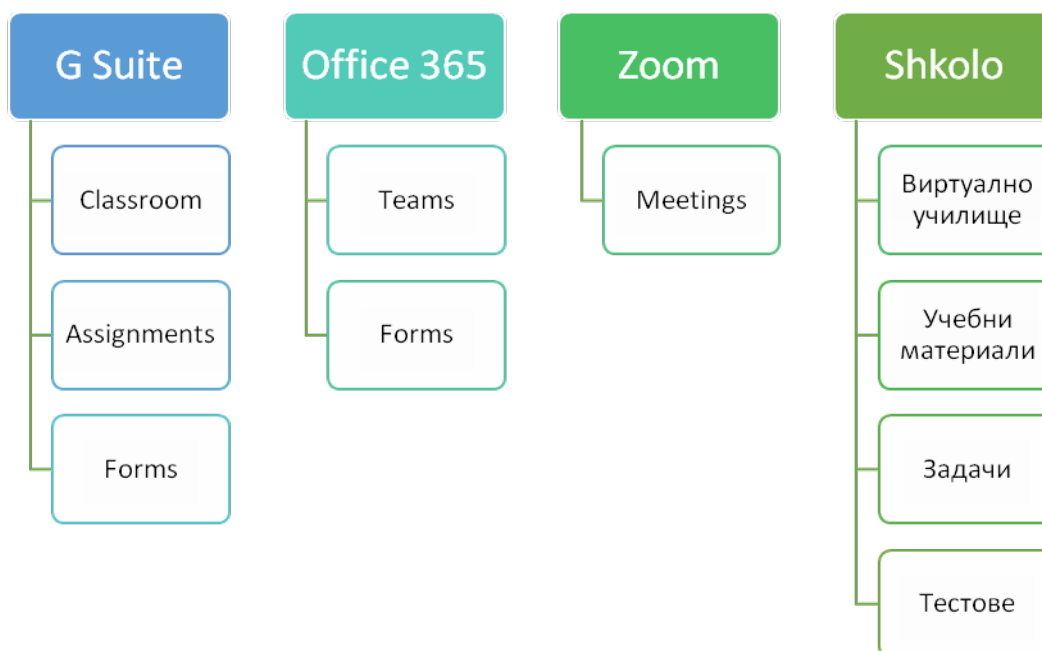 G Suite
Classroom
Assignments
Forms
Office 365
Teams
Forms
Zoom
Meetings
Shkolo
Виртуално
училище
Учебни
материали
Задачи
Тестове